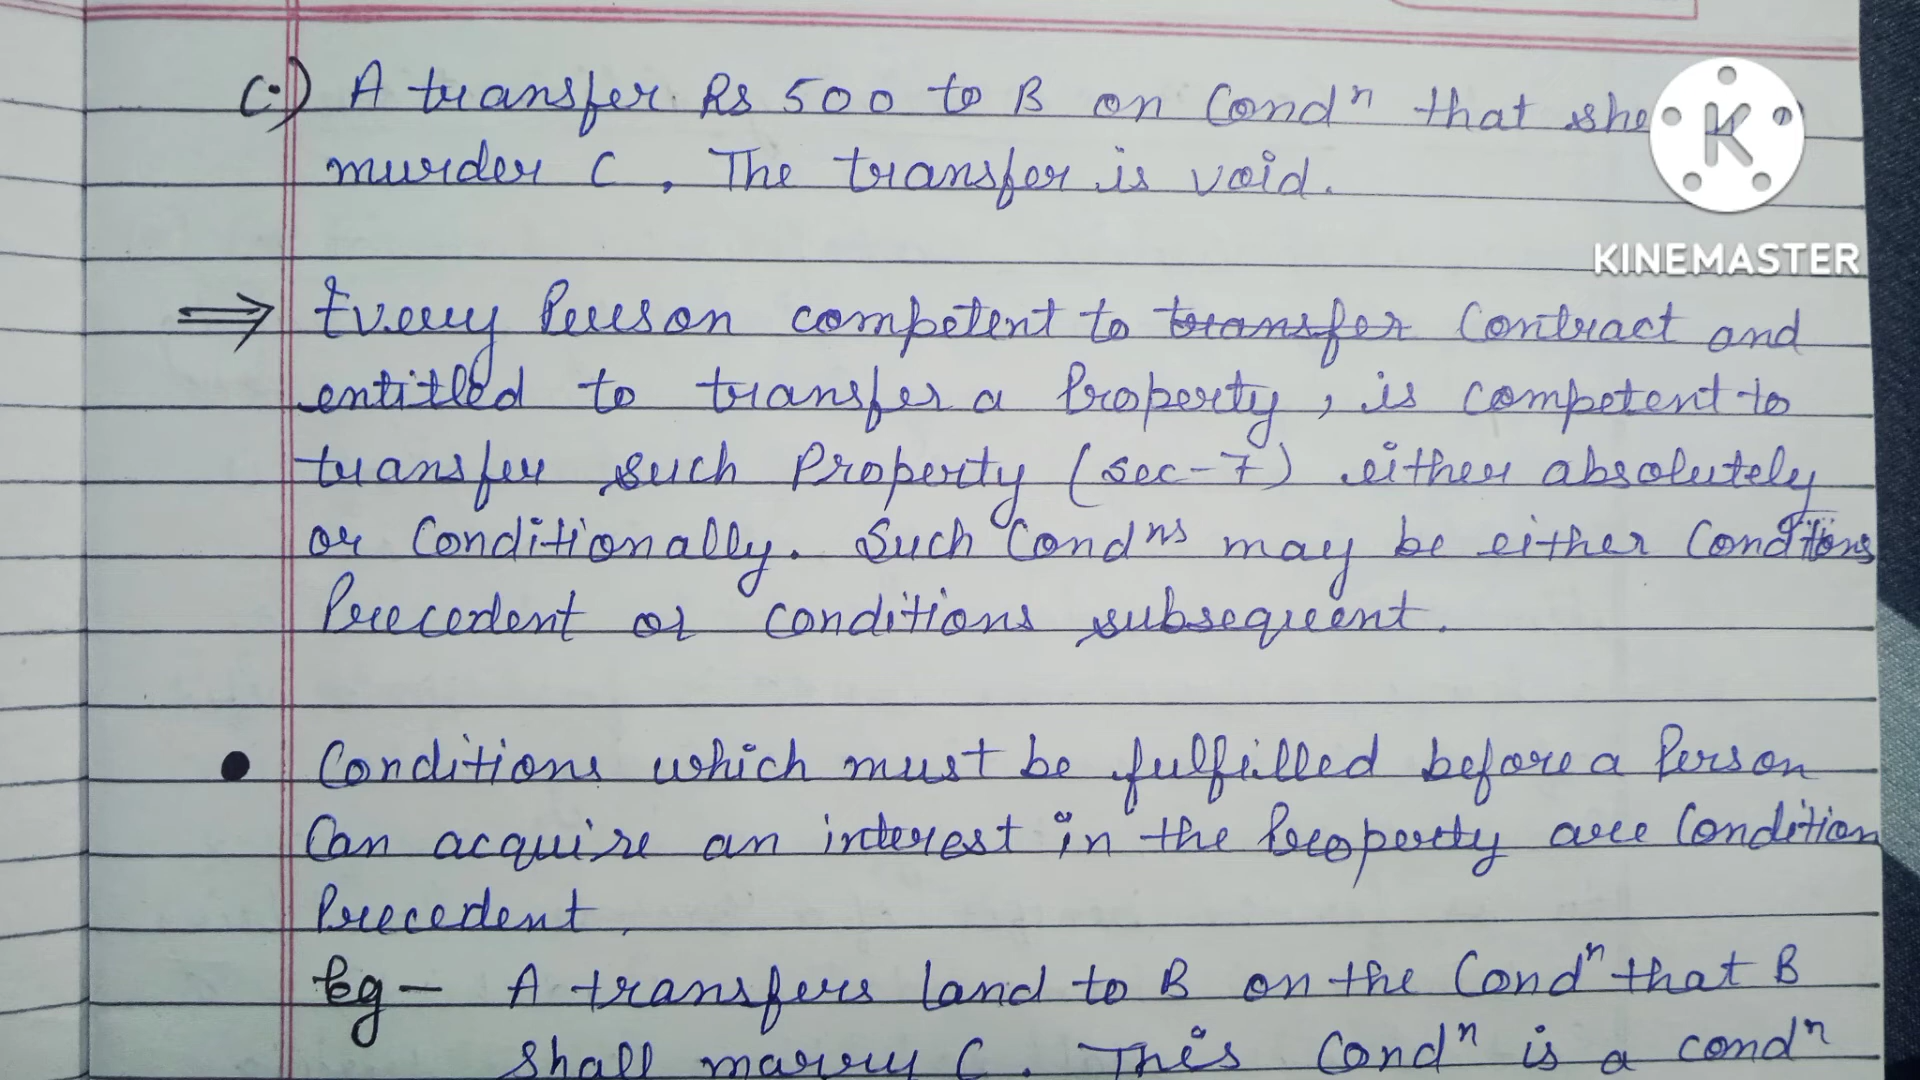 C.) A transfer Rs 500 to B on Condⁿ that she
murder C. The transfer is void.
KINEMASTER
⇒ Every Person competent to transfer Contract and
entitled to transfer a Property, is competent to
transfer such Property (sec-7) either absolutely
or Conditionally. Such Condⁿs may be either Conditions
Precedent or conditions subsequent.
• Conditions which must be fulfilled before a Person
Can acquire an interest in the Property are Condition
Precedent.
Eg - A transfers land to B on the Condⁿ that B
shall marry C. This Condⁿ is a condⁿ